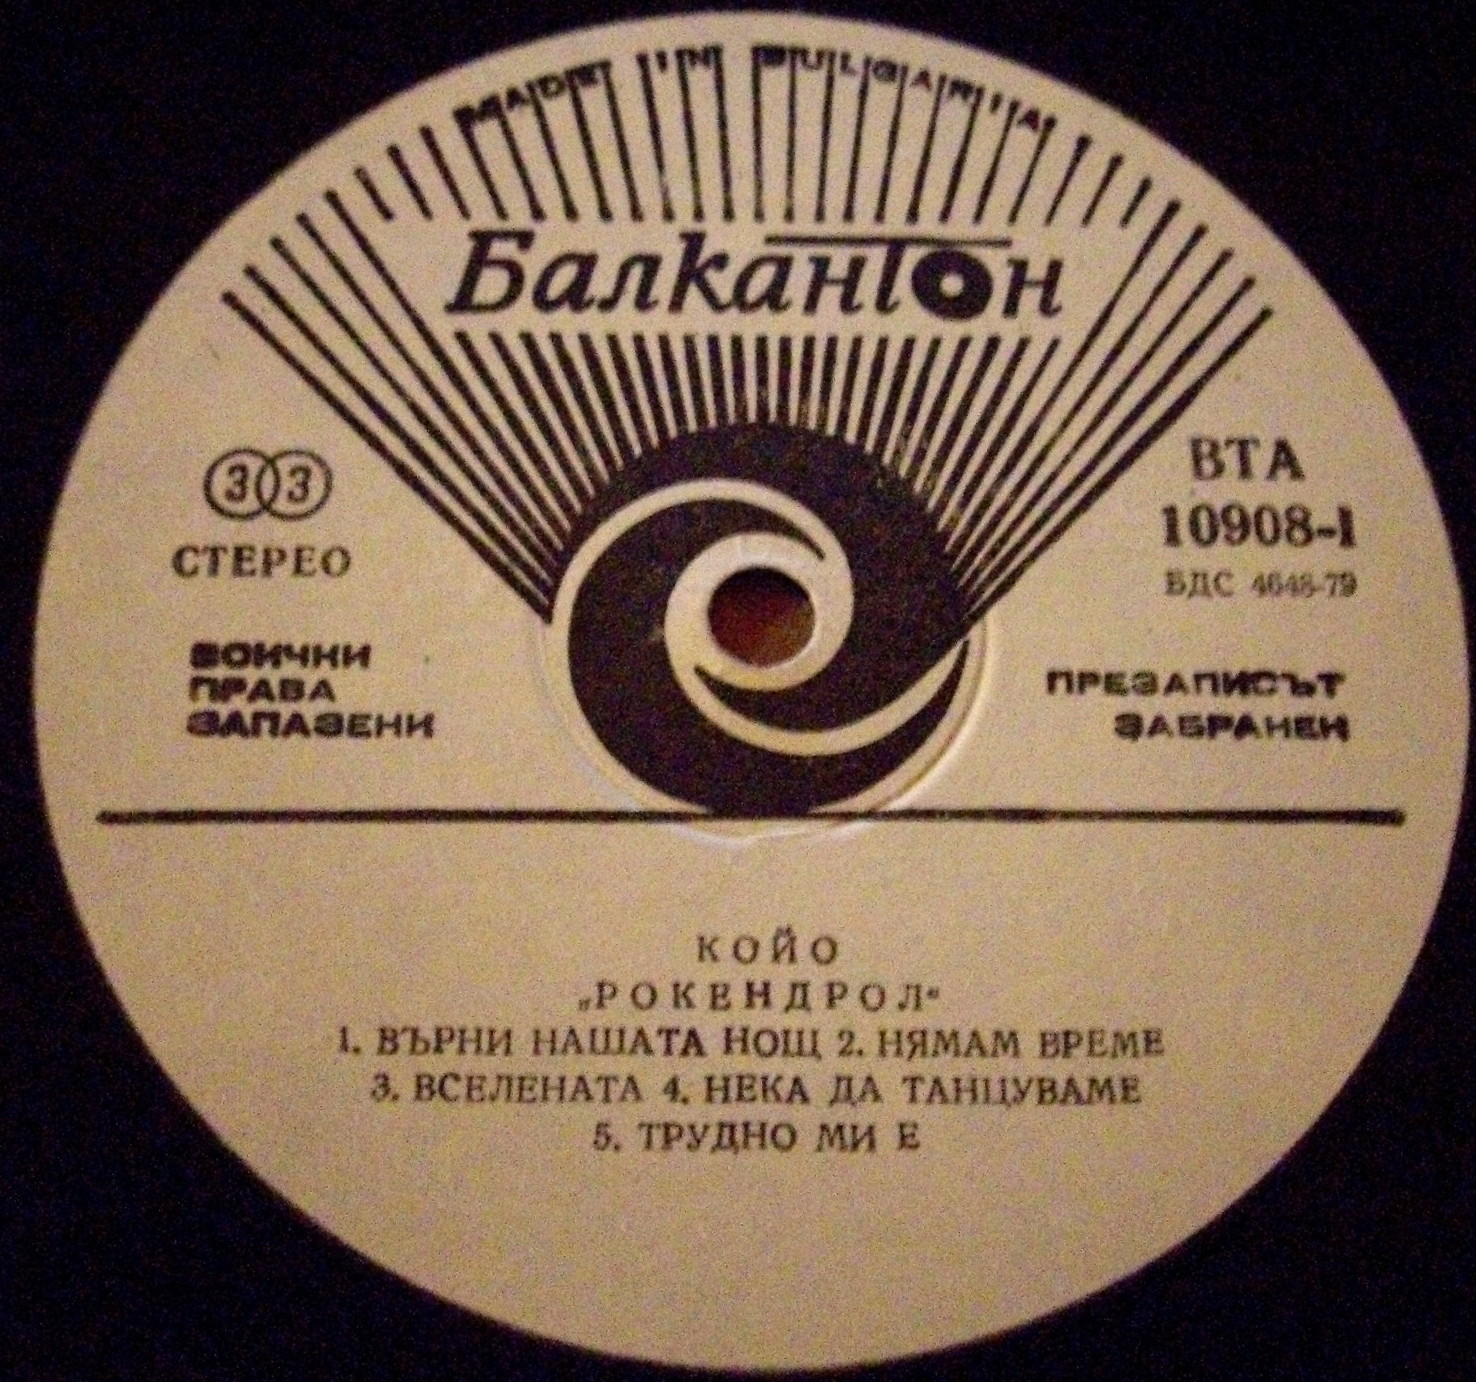 MADE IN BULGARIA
Балкантон
33
СТЕРЕО
ВТА
10908-1
БДС 4648-79
ВСИЧКИ
ПРАВА
ЗАПАЗЕНИ
ПРЕЗАПИСЪТ
ЗАБРАНЕН
КОЙО
„РОКЕНДРОЛ“
1. ВЪРНИ НАШАТА НОЩ 2. НЯМАМ ВРЕМЕ
3. ВСЕЛЕНАТА 4. НЕКА ДА ТАНЦУВАМЕ
5. ТРУДНО МИ Е